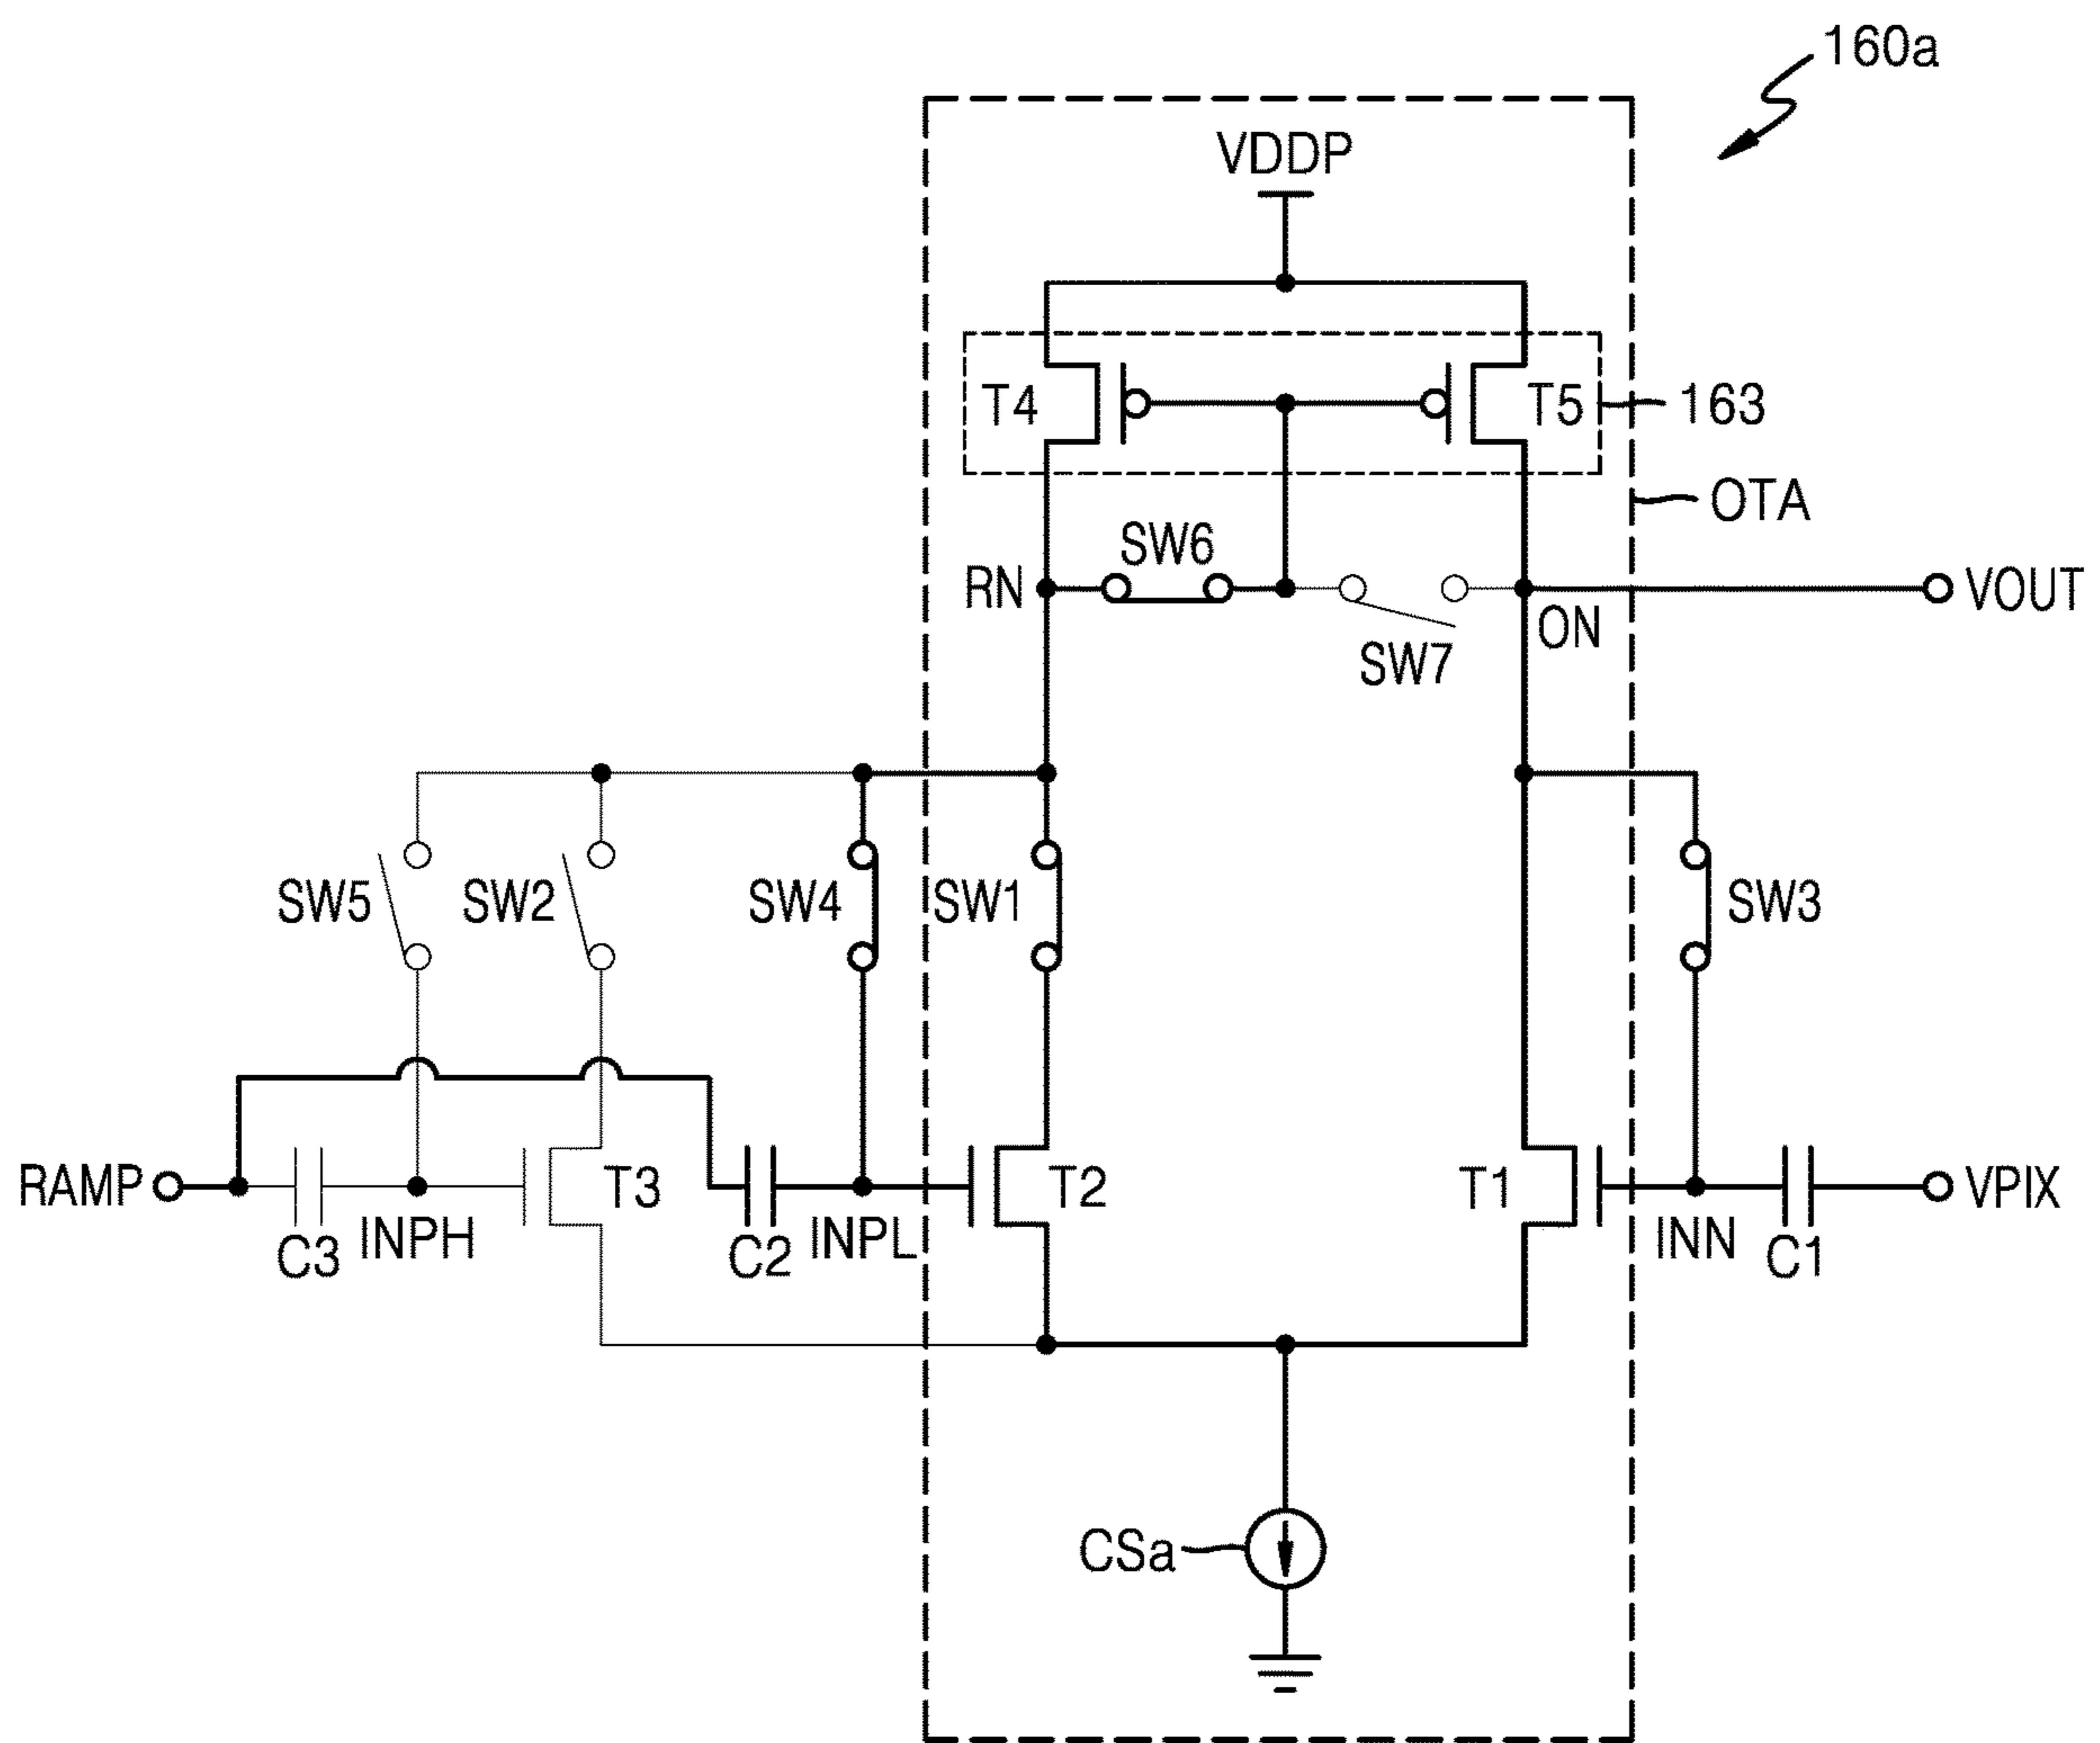 160a
VDDP
T4
T5
163
OTA
SW6
RN
VOUT
ON
SW7
SW5
SW2
SW4
SW1
SW3
RAMP
T3
T2
T1
VPIX
C3
INPH
C2
INPL
INN
C1
CSa